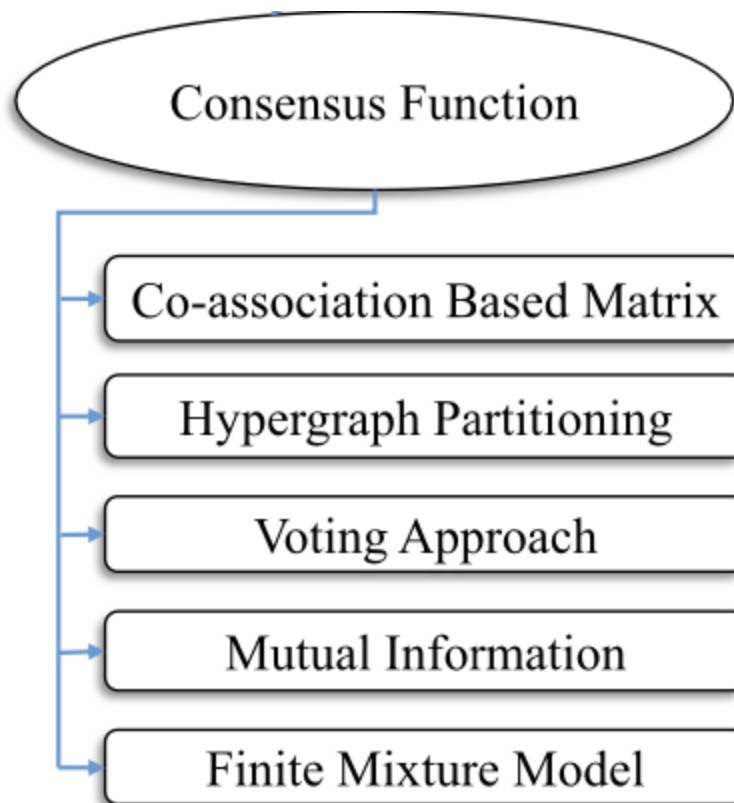 Consensus Function
Co-association Based Matrix
Hypergraph Partitioning
Voting Approach
Mutual Information
Finite Mixture Model